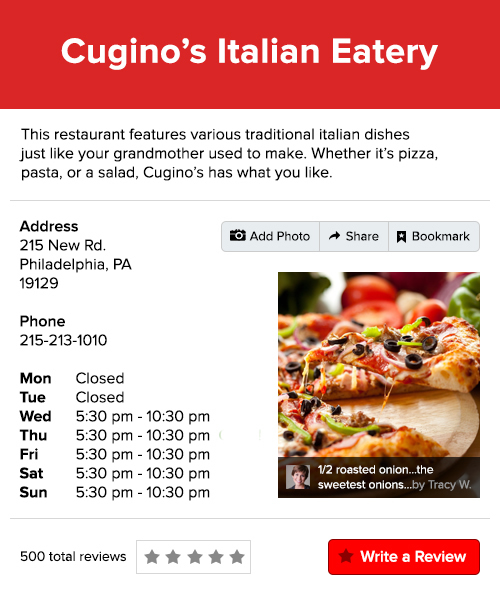 Cugino's Italian Eatery
This restaurant features various traditional italian dishes
just like your grandmother used to make. Whether it's pizza,
pasta, or a salad, Cugino's has what you like.
Address
215 New Rd.
Philadelphia, PA
19129
Phone
215-213-1010
Mon Closed
Tue Closed
Wed 5:30 pm - 10:30 pm
Thu 5:30 pm - 10:30 pm
Fri 5:30 pm - 10:30 pm
Sat 5:30 pm - 10:30 pm
Sun 5:30 pm - 10:30 pm
Add Photo Share Bookmark
1/2 roasted onion...the
sweetest onions...by Tracy W.
500 total reviews
Write a Review